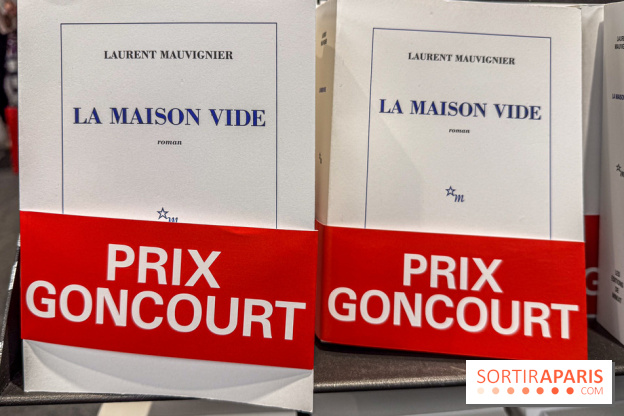 LAURENT MAUVIGNIER
LA MAISON VIDE
roman
m
PRIX
GONCOURT
LAURENT MAUVIGNIER
LA MAISON VIDE
roman
m
PRIX
GONCOURT
SORTIRAPARIS
.COM